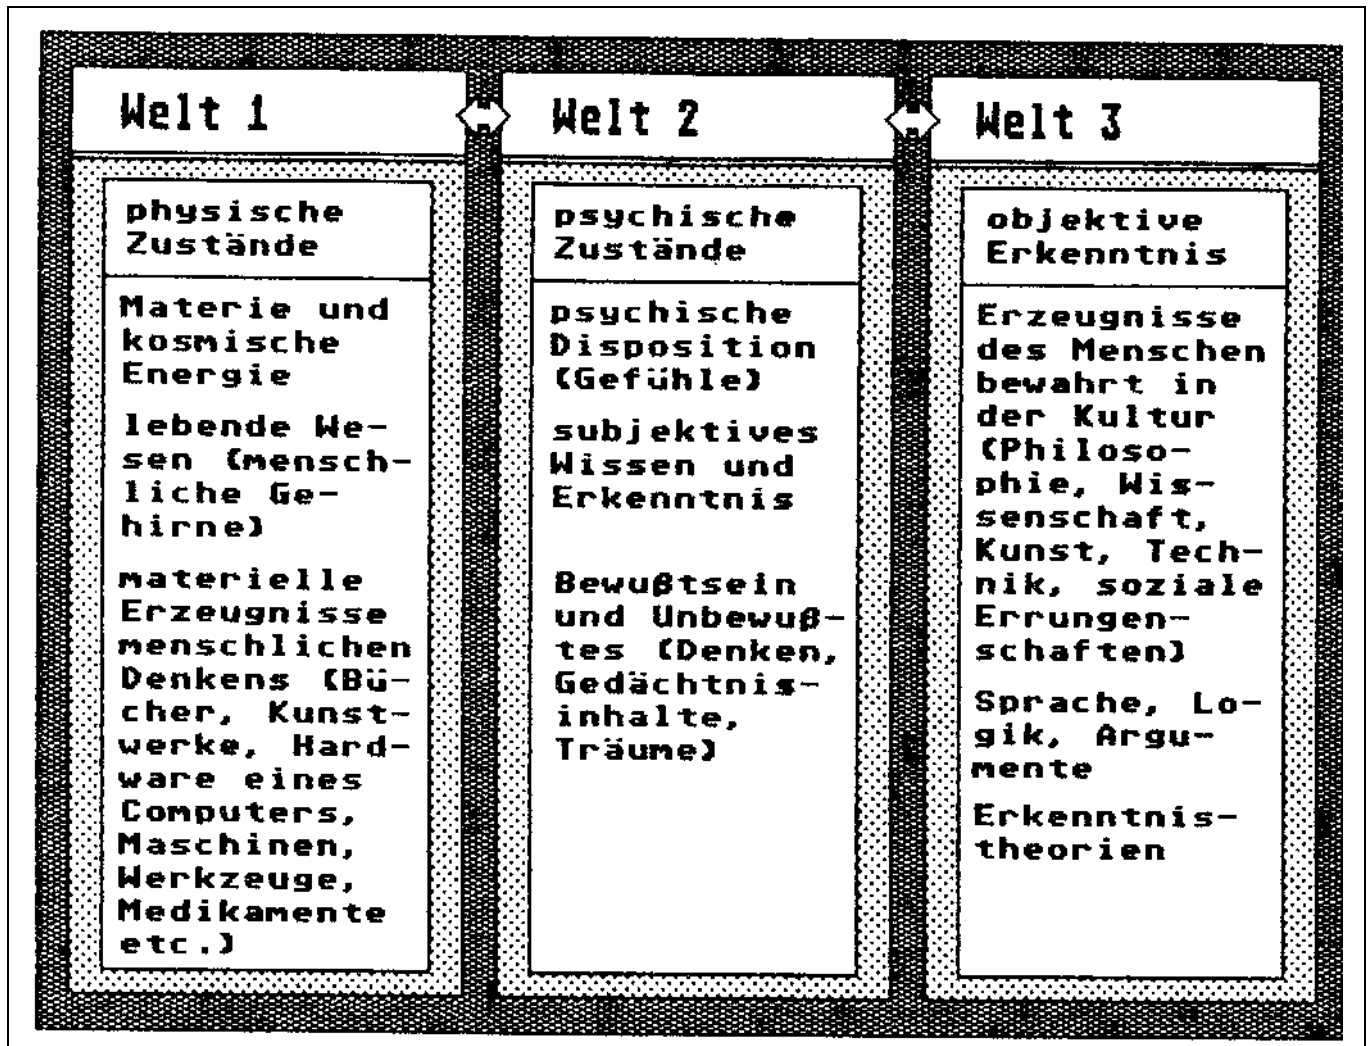 Welt 1
physische
Zustände
Materie und
kosmische
Energie
lebende We-
sen (mensch-
liche Ge-
hirne)
materielle
Erzeugnisse
menschlichen
Denkens (Bü-
cher, Kunst-
werke, Hard-
ware eines
Computers,
Maschinen,
Werkzeuge,
Medikamente
etc.)
Welt 2
psychische
Zustände
psychische
Disposition
(Gefühle)
subjektives
Wissen und
Erkenntnis
Bewußtsein
und Unbewuß-
tes (Denken,
Gedächtnis-
inhalte,
Träume)
Welt 3
objektive
Erkenntnis
Erzeugnisse
des Menschen
bewahrt in
der Kultur
(Philoso-
phie, Wis-
senschaft,
Kunst, Tech-
nik, soziale
Errungen-
schaften)
Sprache, Lo-
gik, Argu-
mente
Erkenntnis-
theorien